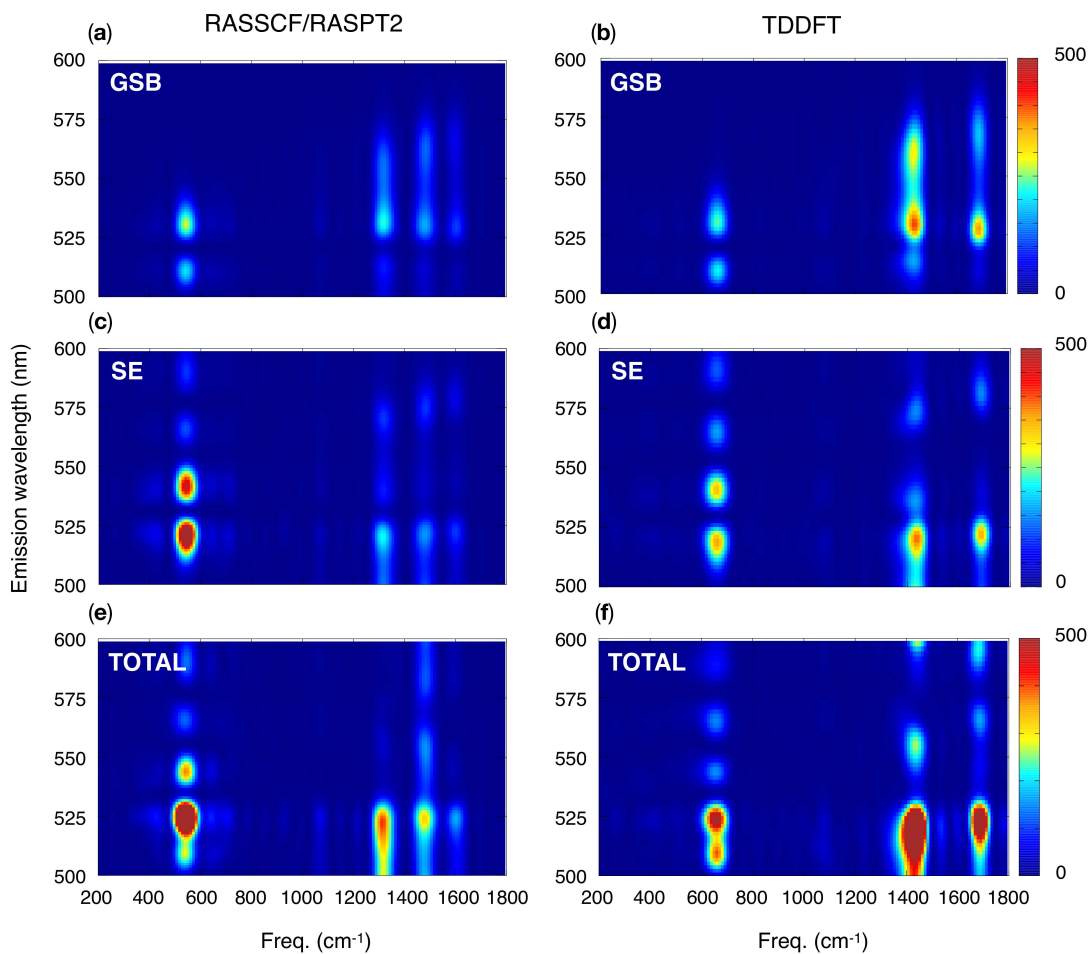 RASSCF/RASPT2
TDDFT
(a)
(b)
600
575
550
525
500
GSB
600
575
550
525
500
GSB
500
0
(c)
(d)
Emission wavelength (nm)
600
575
550
525
500
SE
600
575
550
525
500
SE
500
0
(e)
(f)
600
575
550
525
500
TOTAL
600
575
550
525
500
TOTAL
500
0
200 400 600 800 1000 1200 1400 1600 1800
200 400 600 800 1000 1200 1400 1600 1800
Freq. (cm-1)
Freq. (cm-1)